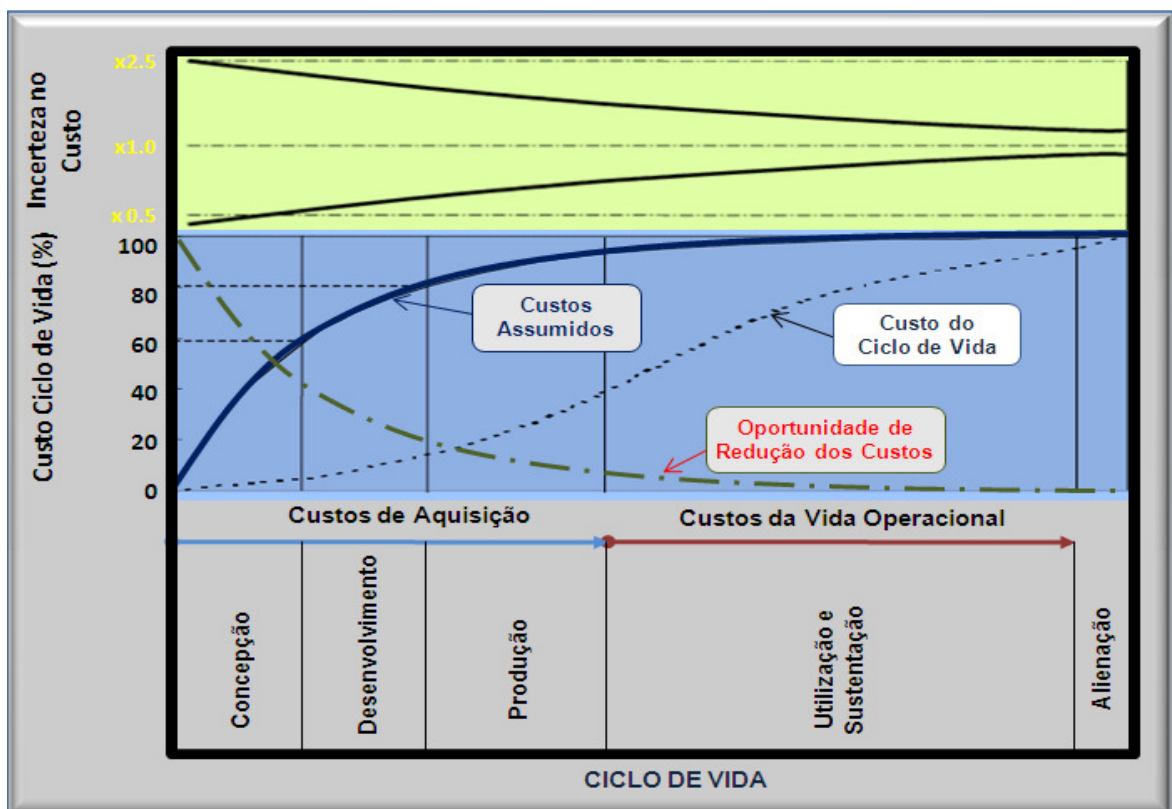 Incerteza no
Custo
x2.5
x1.0
x0.5
Custo Ciclo de Vida (%)
100
80
60
40
20
0
Custos
Assumidos
Custo do
Ciclo de Vida
Oportunidade de
Redução dos Custos
Custos de Aquisição
Custos da Vida Operacional
Concepção
Desenvolvimento
Produção
Utilização e
Sustentação
Alienação
CICLO DE VIDA